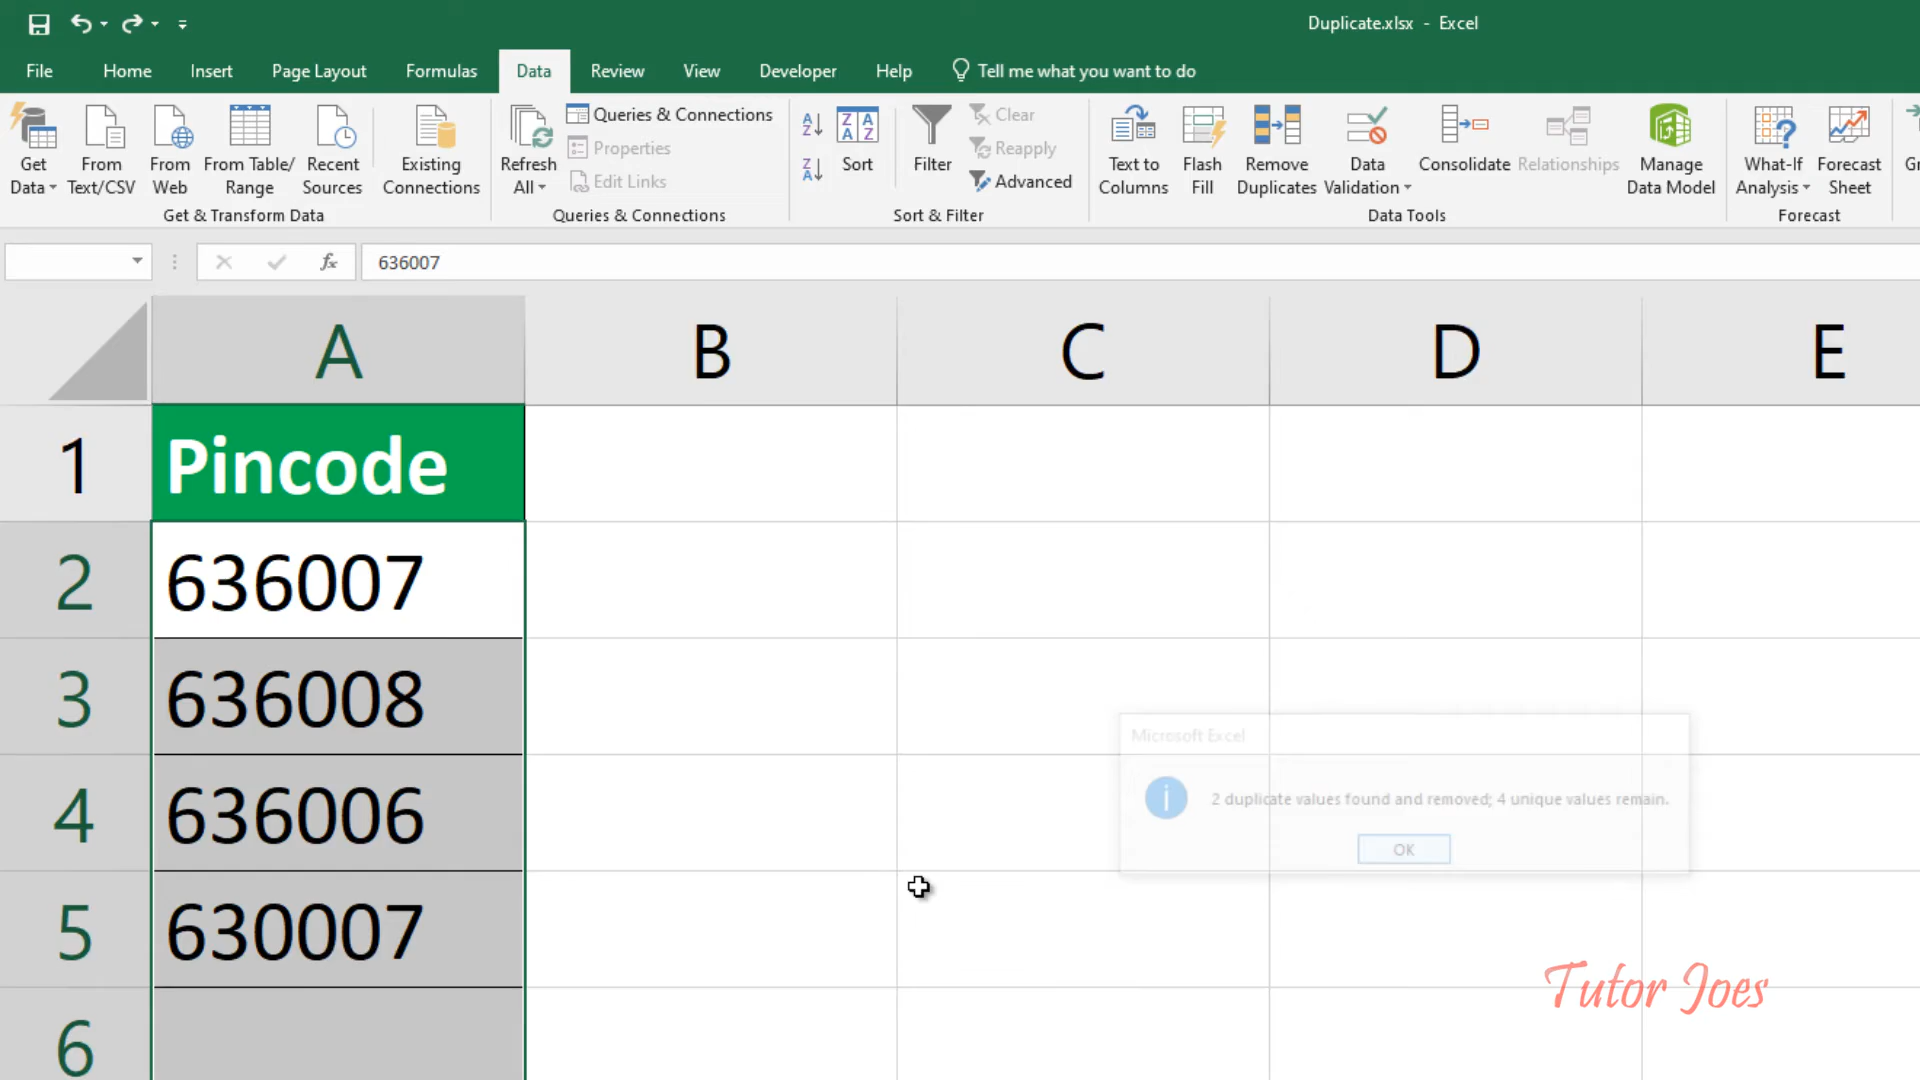 Duplicate.xlsx - Excel
File Home Insert Page Layout Formulas Data Review View Developer Help Tell me what you want to do
Get Data
From Text/CSV
From Web
From Table/ Range
Recent Sources
Existing Connections
Get & Transform Data
Refresh All
Queries & Connections
Properties
Edit Links
Queries & Connections
Sort
Filter
Clear
Reapply
Advanced
Sort & Filter
Text to Columns
Flash Fill
Remove Duplicates
Data Validation
Consolidate
Relationships
Manage Data Model
Data Tools
What-If Analysis
Forecast Sheet
Forecast
fx 636007
A B C D E
1 Pincode
2 636007
3 636008
4 636006
5 630007
6
Microsoft Excel
i 2 duplicate values found and removed; 4 unique values remain.
OK
Tutor Joes